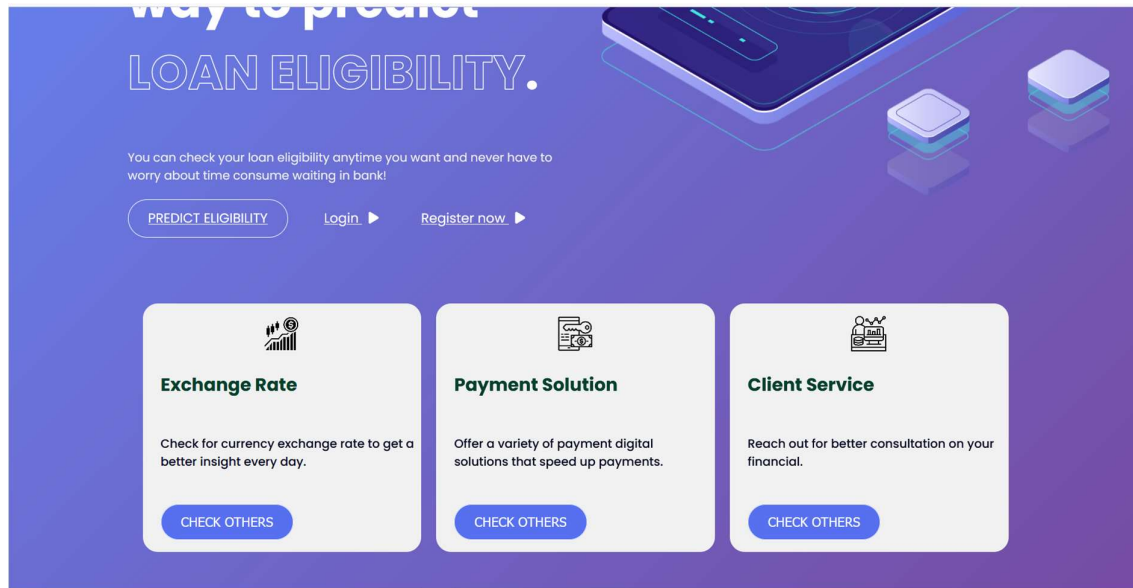 way to predict
LOAN ELIGIBILITY.
You can check your loan eligibility anytime you want and never have to
worry about time consume waiting in bank!
PREDICT ELIGIBILITY
Login
Register now
Exchange Rate
Check for currency exchange rate to get a
better insight every day.
CHECK OTHERS
Payment Solution
Offer a variety of payment digital
solutions that speed up payments.
CHECK OTHERS
Client Service
Reach out for better consultation on your
financial.
CHECK OTHERS